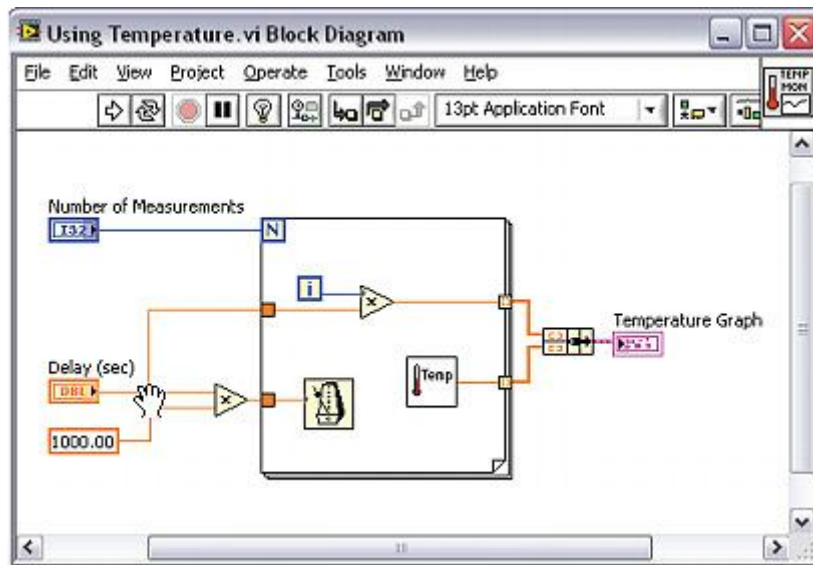 Using Temperature.vi Block Diagram
File Edit View Project Operate Tools Window Help
TEMP
MON
13pt Application Font
Number of Measurements
I32
N
i
x
Temperature Graph
Delay (sec)
DBL
Temp
x
1000.00